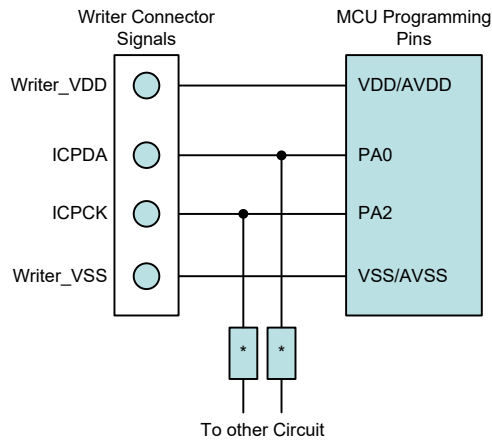 Writer Connector
Signals
MCU Programming
Pins
Writer_VDD
VDD/AVDD
ICPDA
PA0
ICPCK
PA2
Writer_VSS
VSS/AVSS
*
*
To other Circuit